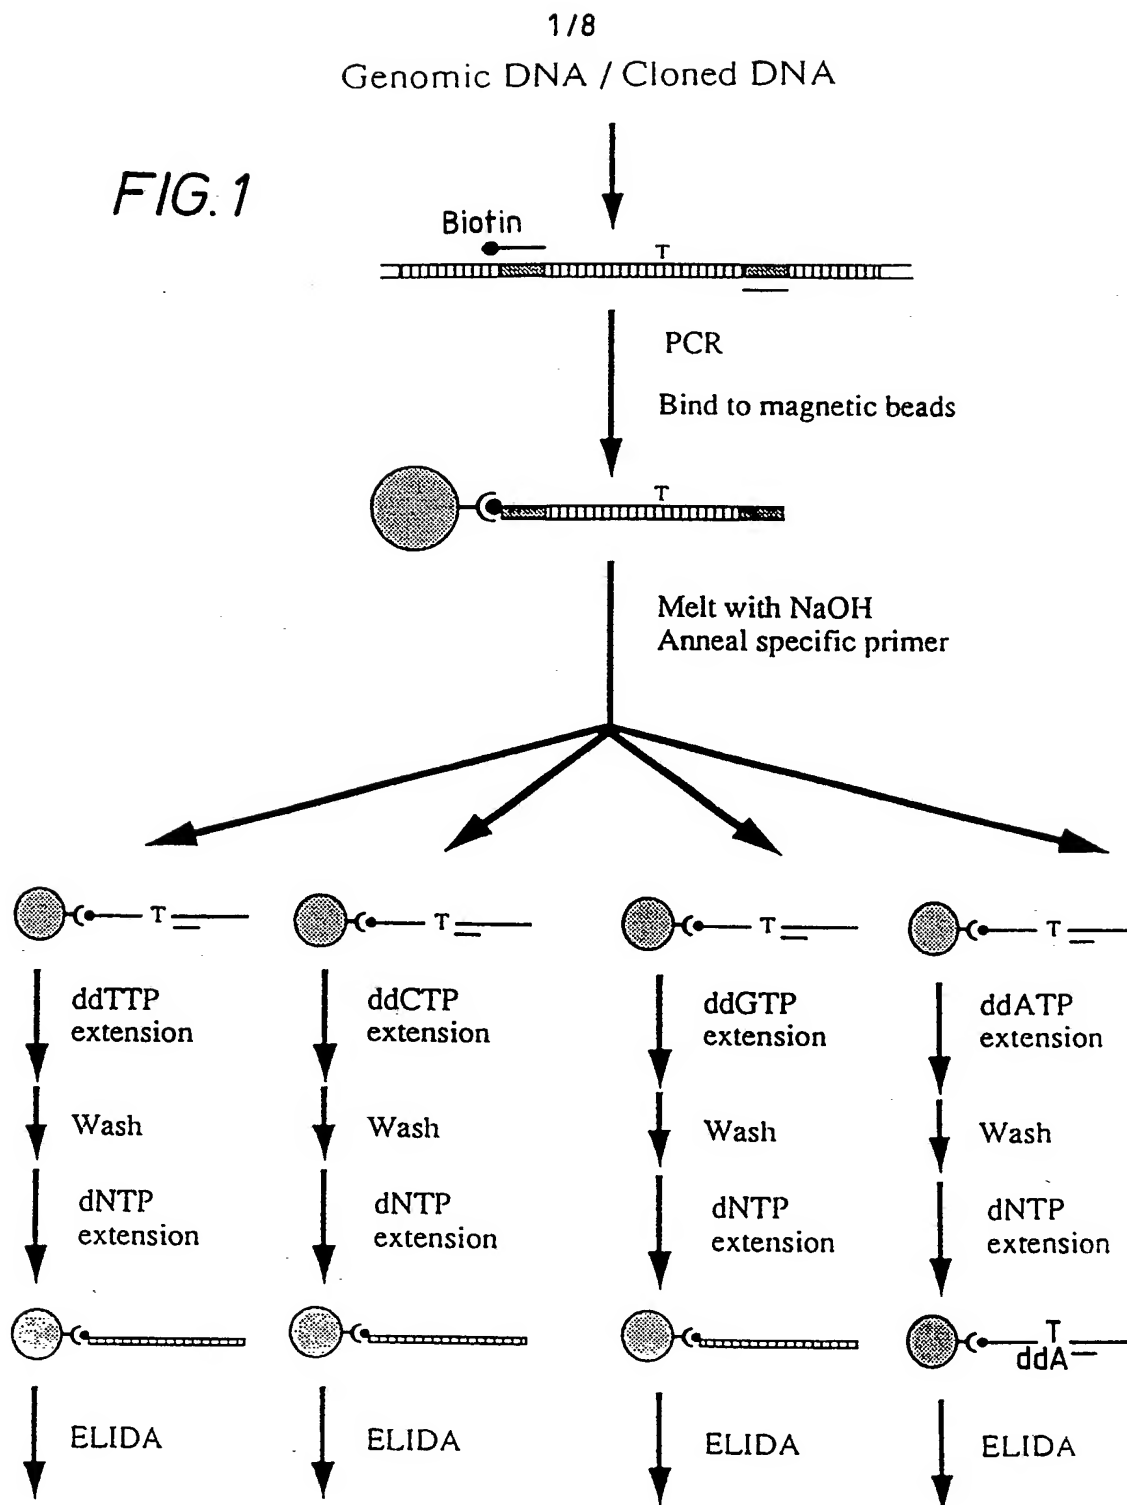 1/8
Genomic DNA / Cloned DNA
FIG. 1
Biotin
T
PCR
Bind to magnetic beads
T
Melt with NaOH
Anneal specific primer
T
T
T
T
ddTTP
extension
ddCTP
extension
ddGTP
extension
ddATP
extension
Wash
Wash
Wash
Wash
dNTP
extension
dNTP
extension
dNTP
extension
dNTP
extension
T
ddA
ELIDA
ELIDA
ELIDA
ELIDA